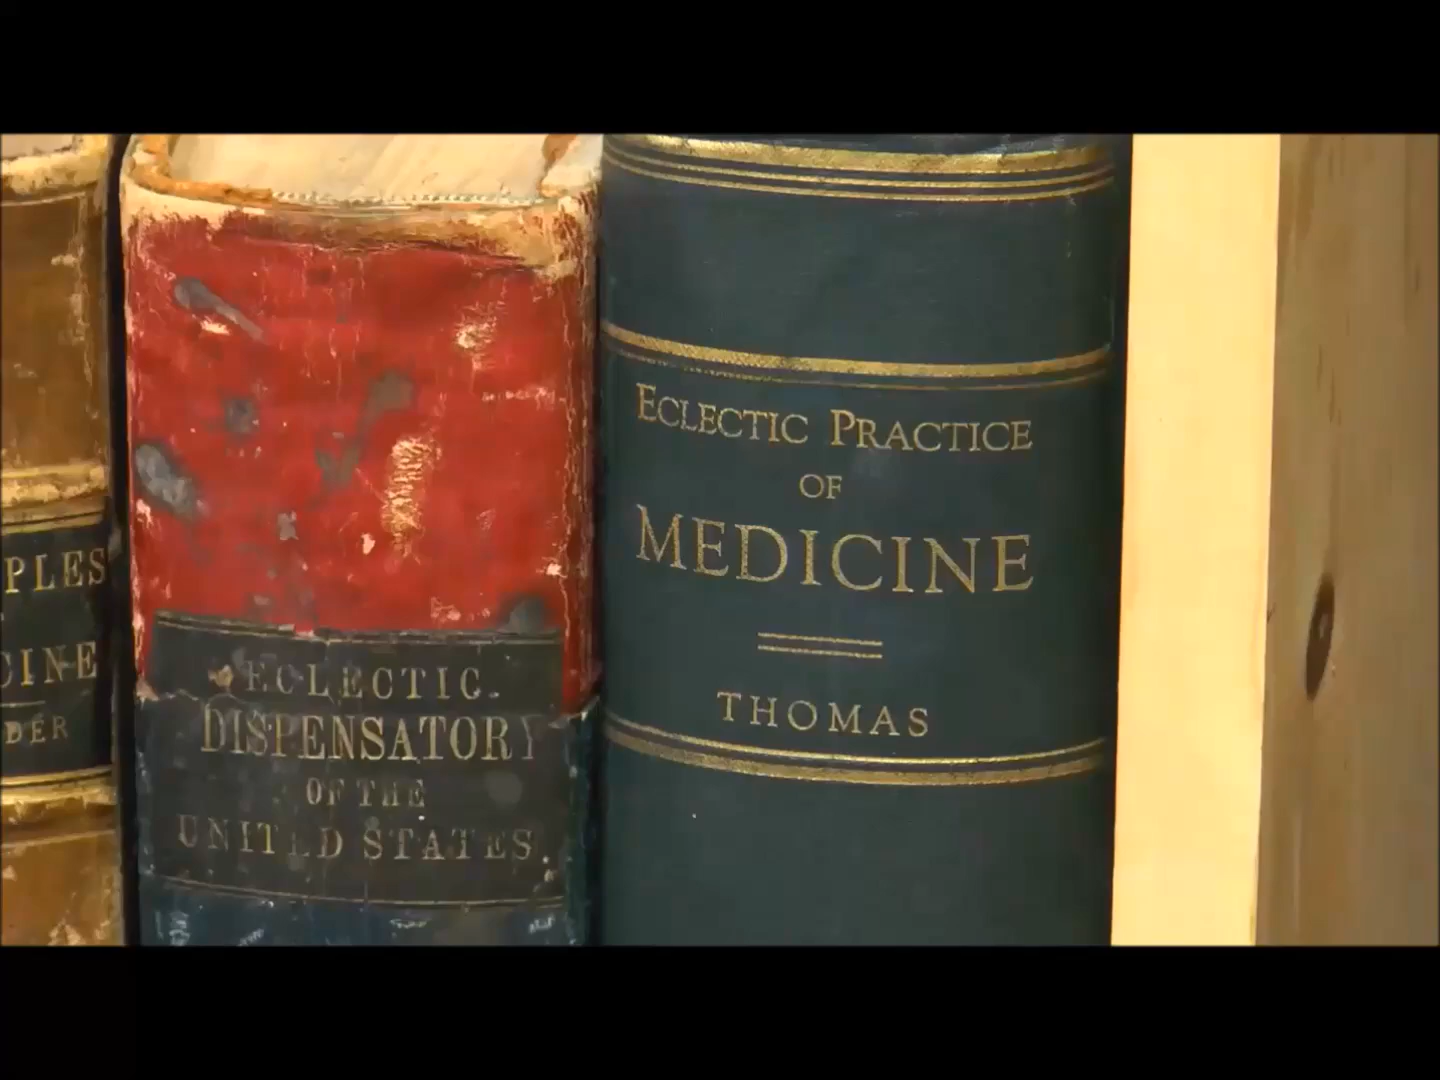 PLES
CINE
DER
ECLECTIC.
DISPENSATORY
OF THE
UNITED STATES.
ECLECTIC PRACTICE
OF
MEDICINE
THOMAS